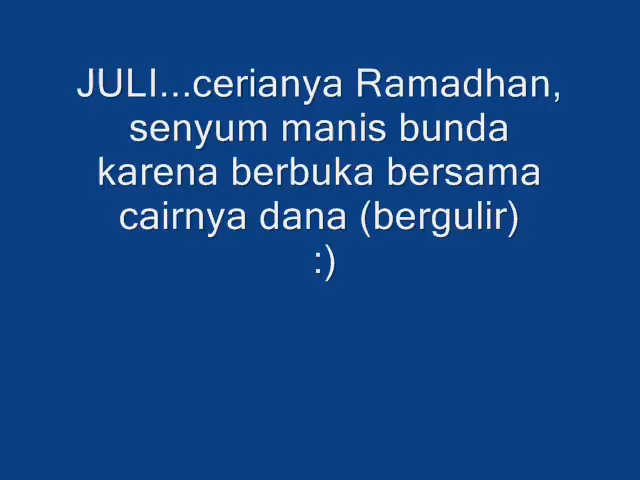 JULI...cerianya Ramadhan,
senyum manis bunda
karena berbuka bersama
cairnya dana (bergulir)
:)